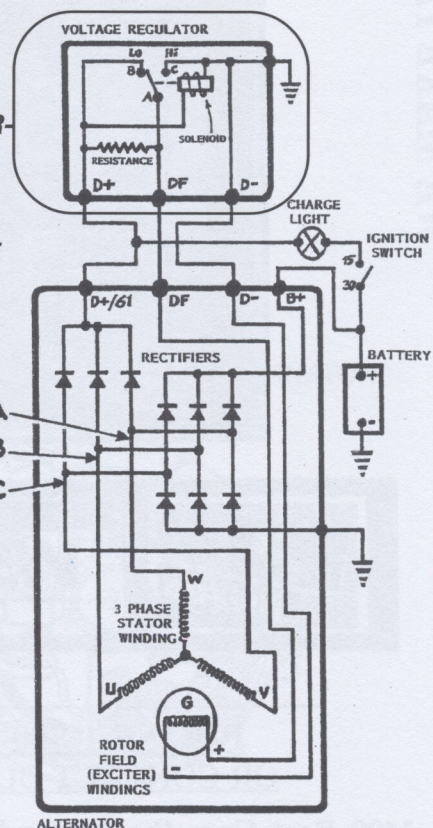 VOLTAGE REGULATOR
Lo Hi
B C
A
SOLENOID
RESISTANCE
D+ DF D-
CHARGE
LIGHT
IGNITION
SWITCH
15
30
D+/61 DF D- B+
RECTIFIERS
BATTERY
+
-
A
B
C
W
3 PHASE
STATOR
WINDING
U V
G
+
-
ROTOR
FIELD
(EXCITER)
WINDINGS
ALTERNATOR